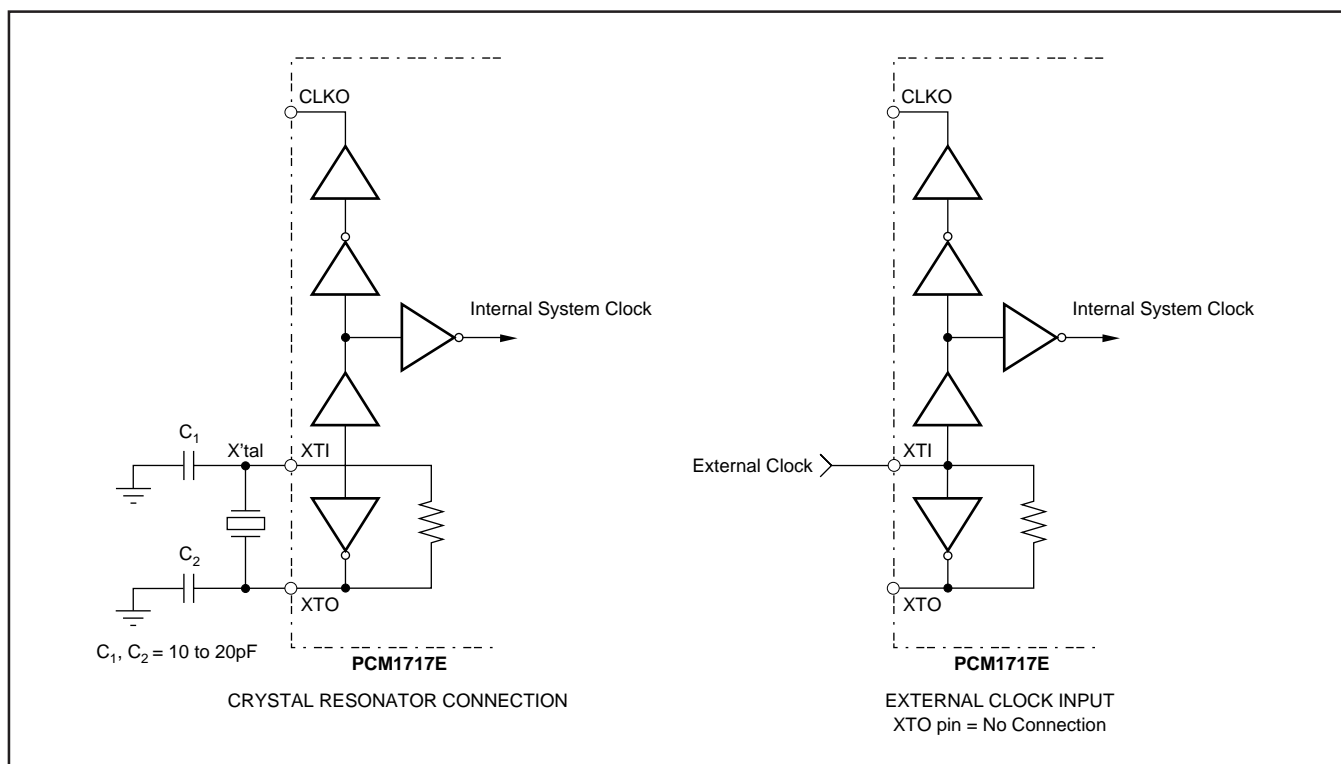 CLKO
Internal System Clock
C1
X'tal
XTI
C2
XTO
C1, C2 = 10 to 20pF
PCM1717E
CRYSTAL RESONATOR CONNECTION
CLKO
Internal System Clock
External Clock
XTI
XTO
PCM1717E
EXTERNAL CLOCK INPUT
XTO pin = No Connection